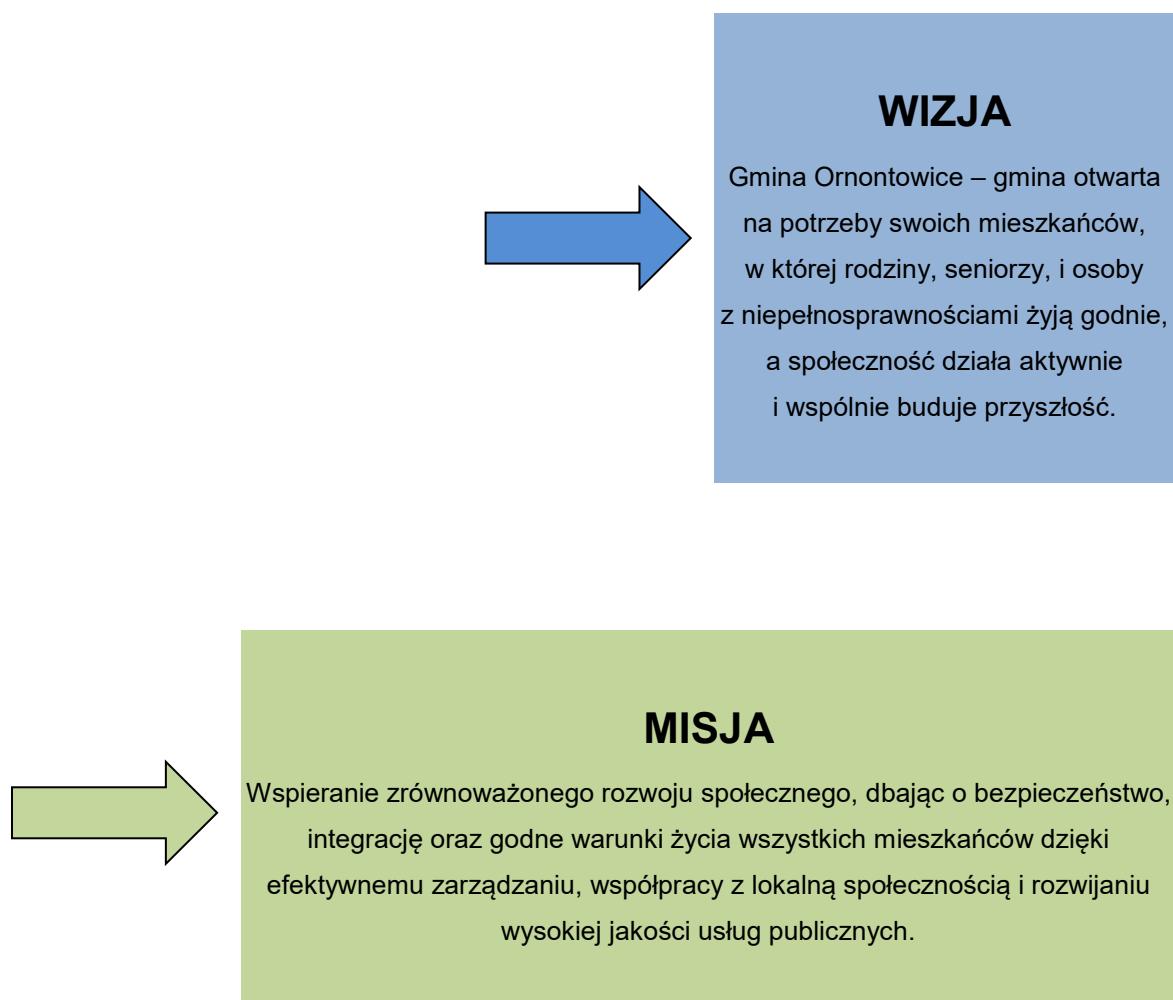 WIZJA
Gmina Ornontowice – gmina otwarta
na potrzeby swoich mieszkańców,
w której rodziny, seniorzy, i osoby
z niepełnosprawnościami żyją godnie,
a społeczność działa aktywnie
i wspólnie buduje przyszłość.
MISJA
Wspieranie zrównoważonego rozwoju społecznego, dbając o bezpieczeństwo,
integrację oraz godne warunki życia wszystkich mieszkańców dzięki
efektywnemu zarządzaniu, współpracy z lokalną społecznością i rozwijaniu
wysokiej jakości usług publicznych.